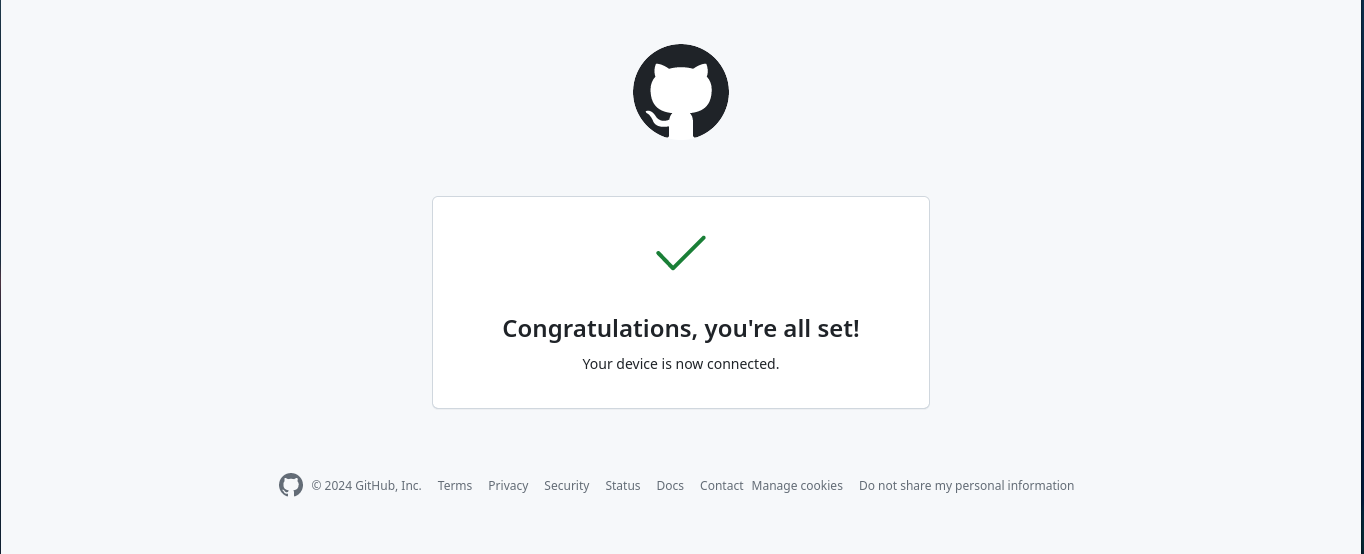 Congratulations, you're all set!
Your device is now connected.
© 2024 GitHub, Inc. Terms Privacy Security Status Docs Contact Manage cookies Do not share my personal information